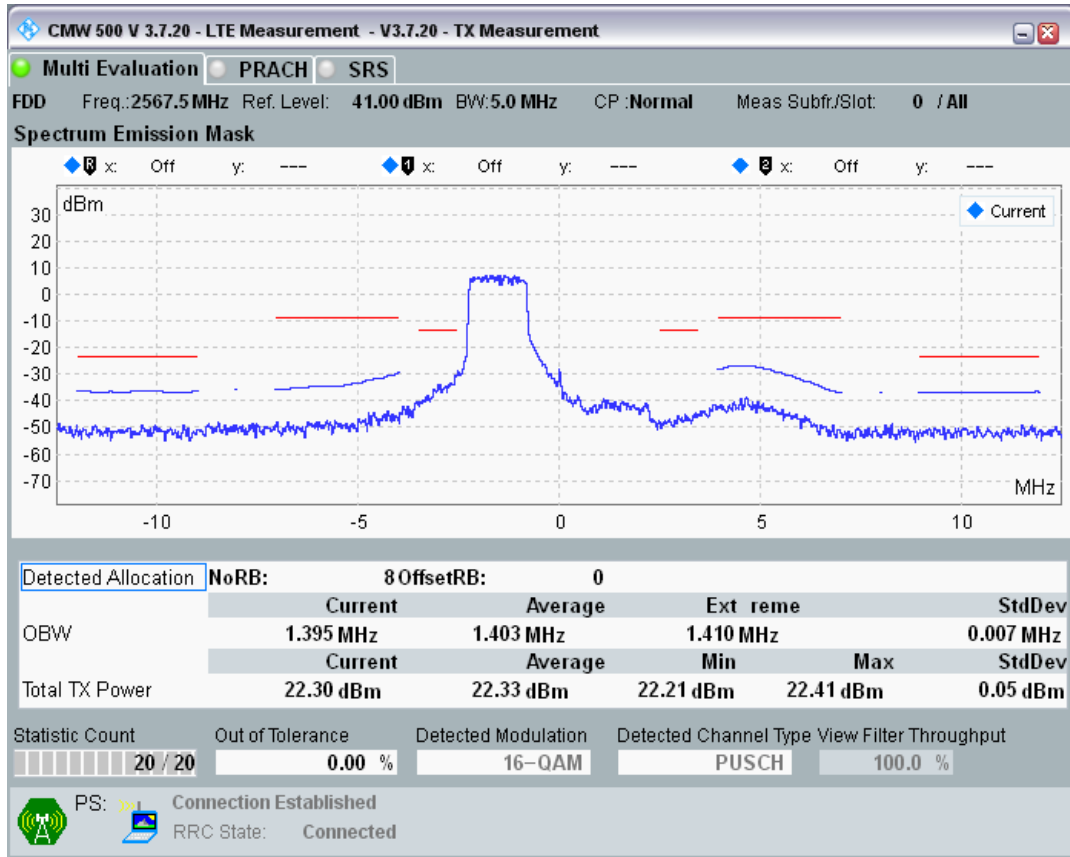 CMW 500 V 3.7.20 - LTE Measurement - V3.7.20 - TX Measurement
Multi Evaluation PRACH SRS
FDD Freq.:2567.5 MHz Ref. Level: 41.00 dBm BW:5.0 MHz CP :Normal Meas Subfr./Slot: 0 / All
Spectrum Emission Mask
R x: Off y: --- 1 x: Off y: --- 2 x: Off y: ---
dBm
Current
30
20
10
0
-10
-20
-30
-40
-50
-60
-70
MHz
-10 -5 0 5 10
Detected Allocation NoRB: 8 OffsetRB: 0
Current Average Ext reme StdDev
OBW 1.395 MHz 1.403 MHz 1.410 MHz 0.007 MHz
Current Average Min Max StdDev
Total TX Power 22.30 dBm 22.33 dBm 22.21 dBm 22.41 dBm 0.05 dBm
Statistic Count Out of Tolerance Detected Modulation Detected Channel Type View Filter Throughput
20 / 20 0.00 % 16-QAM PUSCH 100.0 %
PS: Connection Established
RRC State: Connected